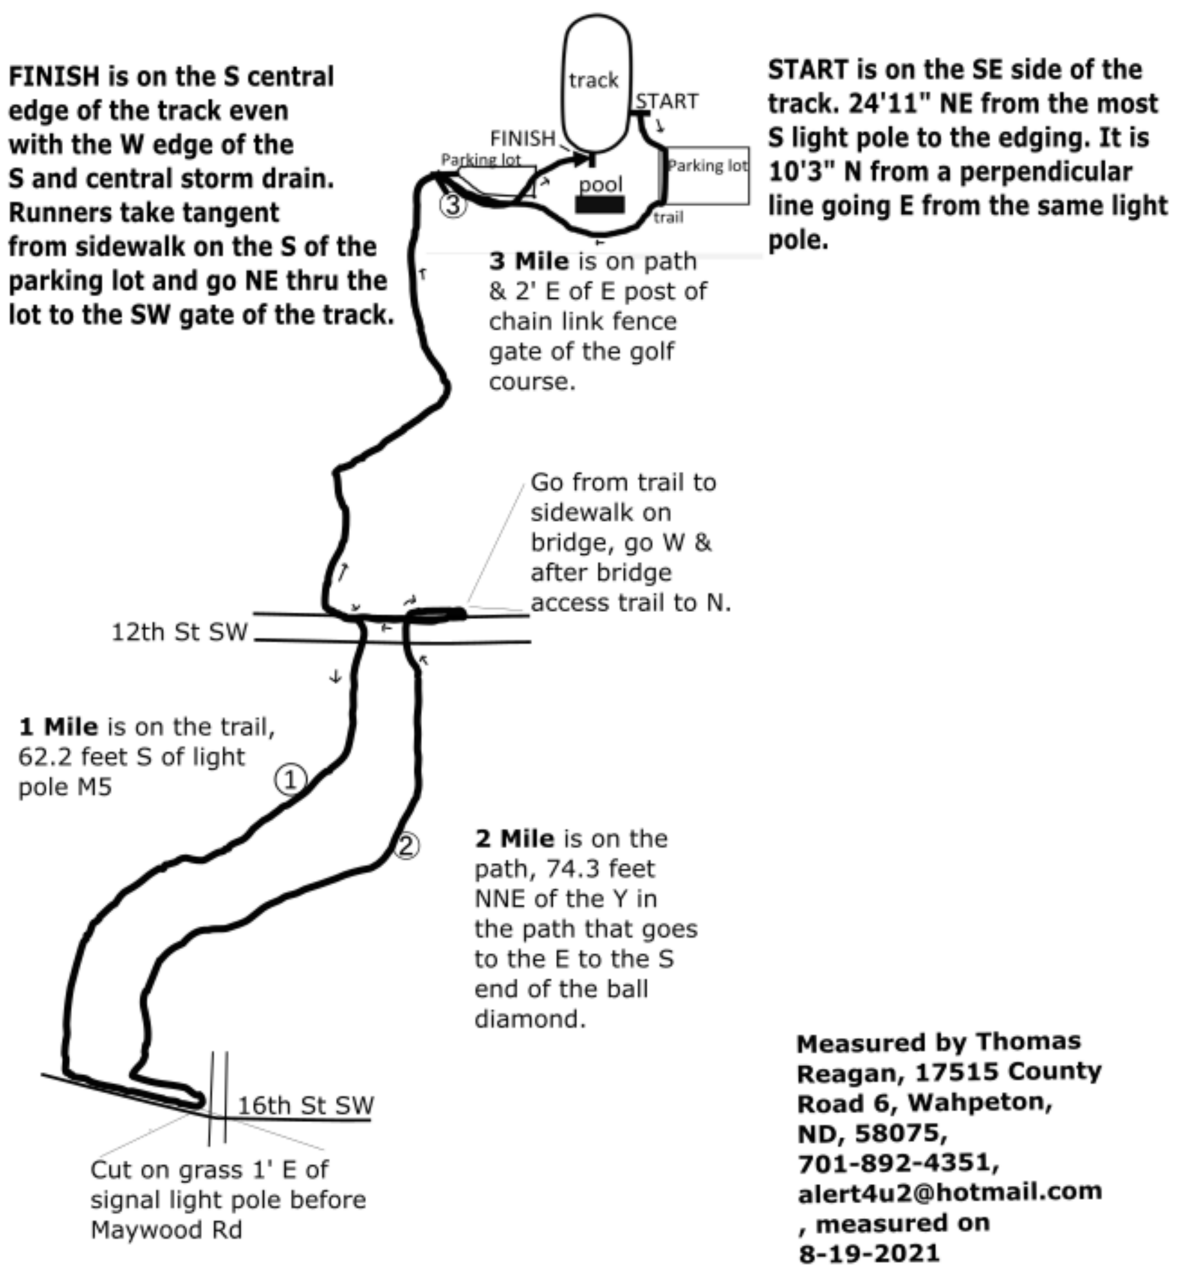 FINISH is on the S central
edge of the track even
with the W edge of the
S and central storm drain.
Runners take tangent
from sidewalk on the S of the
parking lot and go NE thru the
lot to the SW gate of the track.
track
START
FINISH
Parking lot
Parking lot
pool
trail
3
START is on the SE side of the
track. 24'11" NE from the most
S light pole to the edging. It is
10'3" N from a perpendicular
line going E from the same light
pole.
3 Mile is on path
& 2' E of E post of
chain link fence
gate of the golf
course.
Go from trail to
sidewalk on
bridge, go W &
after bridge
access trail to N.
12th St SW
1 Mile is on the trail,
62.2 feet S of light
pole M5
1
2
2 Mile is on the
path, 74.3 feet
NNE of the Y in
the path that goes
to the E to the S
end of the ball
diamond.
16th St SW
Cut on grass 1' E of
signal light pole before
Maywood Rd
Measured by Thomas
Reagan, 17515 County
Road 6, Wahpeton,
ND, 58075,
701-892-4351,
alert4u2@hotmail.com
, measured on
8-19-2021